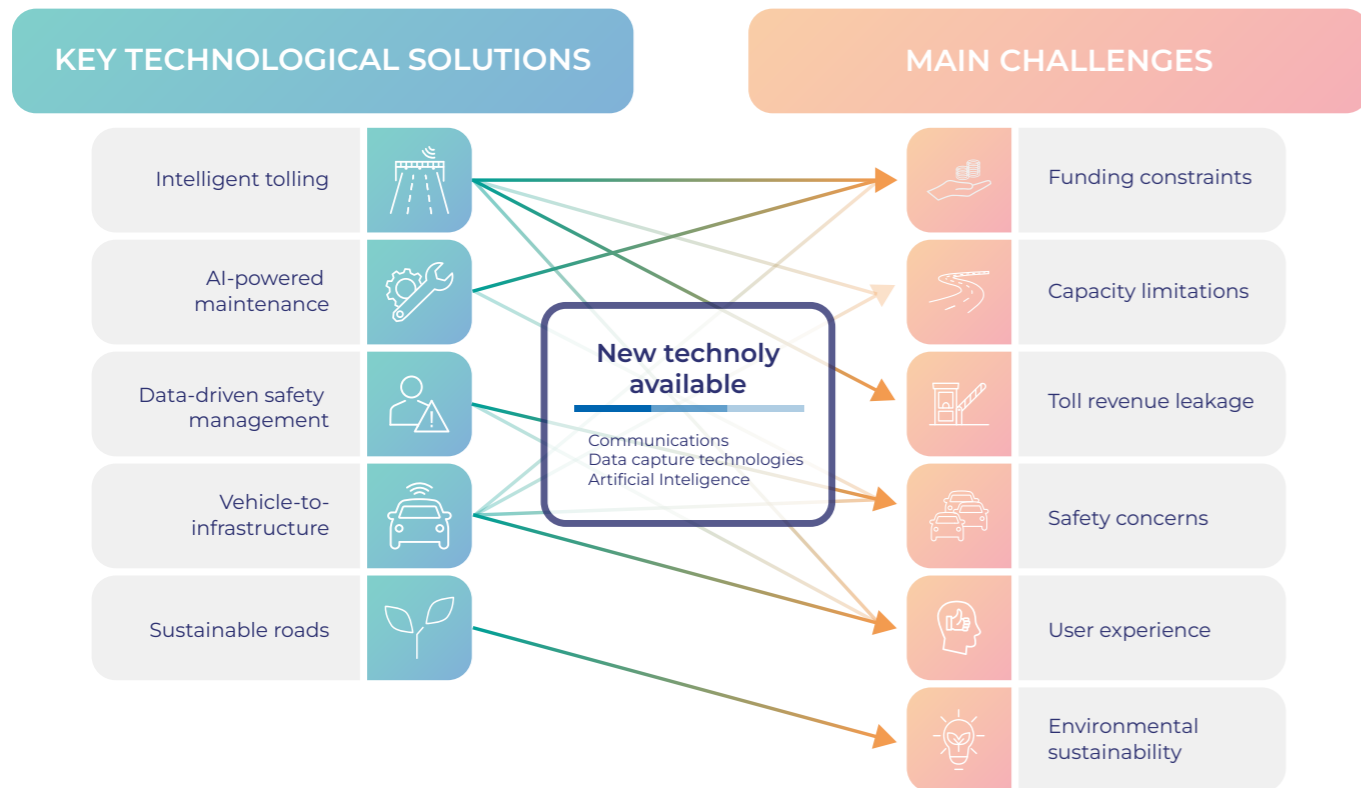 KEY TECHNOLOGICAL SOLUTIONS
MAIN CHALLENGES
Intelligent tolling
AI-powered
maintenance
Data-driven safety
management
Vehicle-to-
infrastructure
Sustainable roads
New technoly
available
Communications
Data capture technologies
Artificial Inteligence
Funding constraints
Capacity limitations
Toll revenue leakage
Safety concerns
User experience
Environmental
sustainability